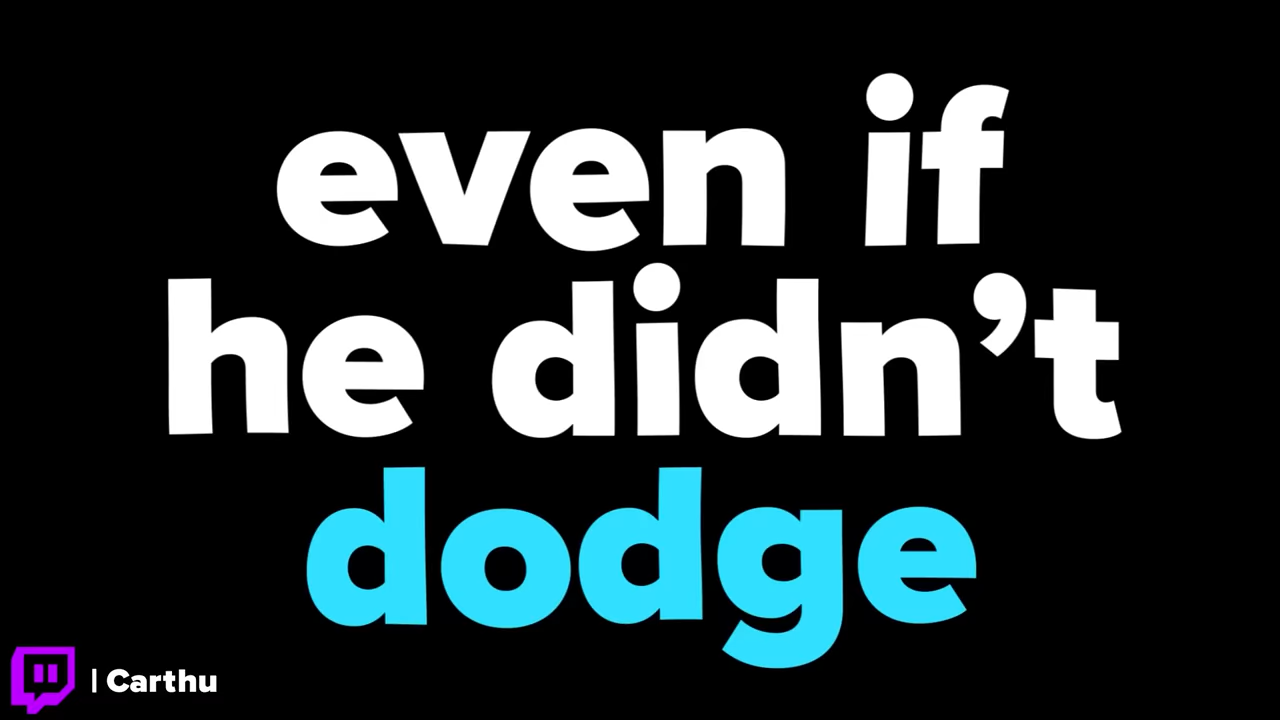 even if
he didn’t
dodge
| Carthu